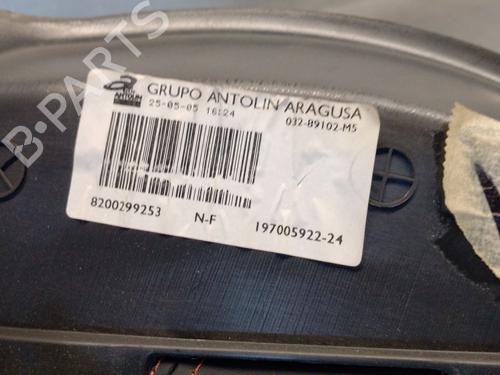 GRUPO ANTOLIN ARAGUSA
25-05-05 16:24
032-89102-M5
8200299253
N-F
197005922-24
B-Parts